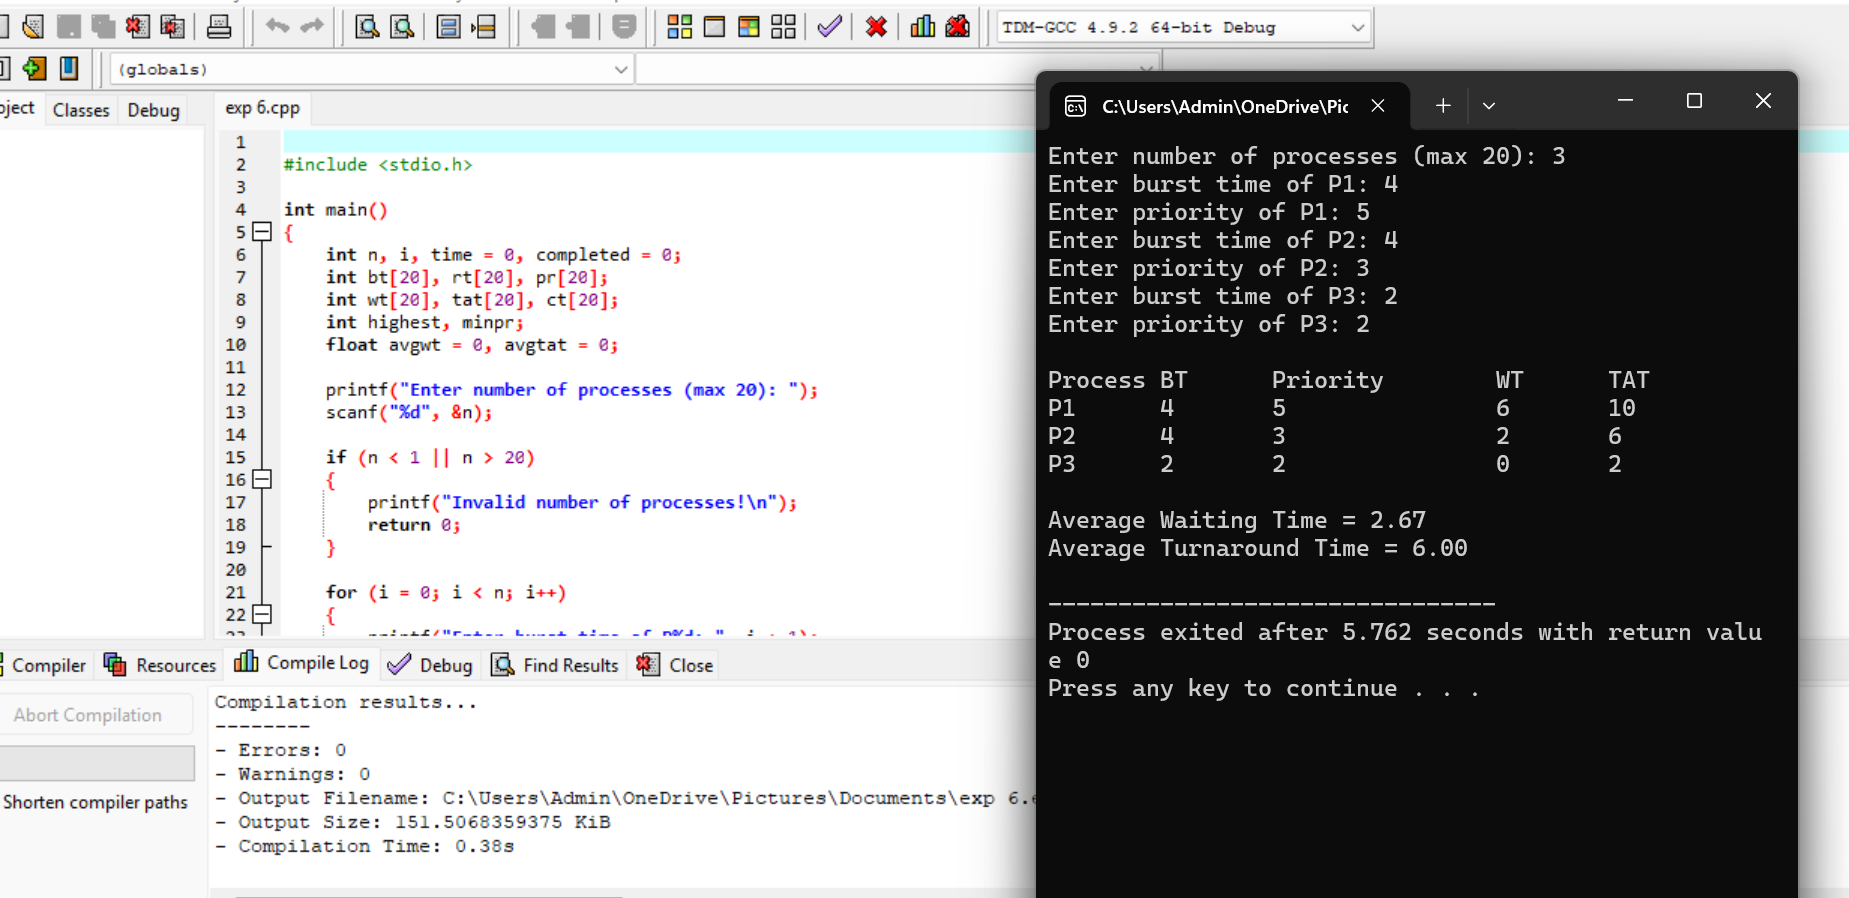 TDM-GCC 4.9.2 64-bit Debug
(globals)
Classes
Debug
exp 6.cpp
1
2 #include <stdio.h>
3
4 int main()
5 {
6 int n, i, time = 0, completed = 0;
7 int bt[20], rt[20], pr[20];
8 int wt[20], tat[20], ct[20];
9 int highest, minpr;
10 float avgwt = 0, avgtat = 0;
11
12 printf("Enter number of processes (max 20): ");
13 scanf("%d", &n);
14
15 if (n < 1 || n > 20)
16 {
17 printf("Invalid number of processes!\n");
18 return 0;
19 }
20
21 for (i = 0; i < n; i++)
22 {
Compiler
Resources
Compile Log
Debug
Find Results
Close
Abort Compilation
Shorten compiler paths
Compilation results...
--------
- Errors: 0
- Warnings: 0
- Output Filename: C:\Users\Admin\OneDrive\Pictures\Documents\exp 6.
- Output Size: 151.5068359375 KiB
- Compilation Time: 0.38s
C:\Users\Admin\OneDrive\Pic
Enter number of processes (max 20): 3
Enter burst time of P1: 4
Enter priority of P1: 5
Enter burst time of P2: 4
Enter priority of P2: 3
Enter burst time of P3: 2
Enter priority of P3: 2
Process BT Priority WT TAT
P1 4 5 6 10
P2 4 3 2 6
P3 2 2 0 2
Average Waiting Time = 2.67
Average Turnaround Time = 6.00
--------------------------------
Process exited after 5.762 seconds with return valu
e 0
Press any key to continue . . .